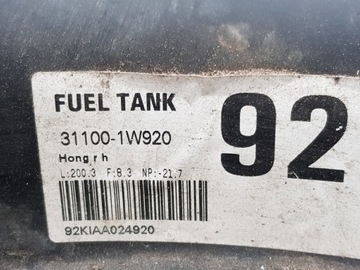 FUEL TANK
92
31100-1W920
Hong r h
L:200.3 F:8.3 NP:-21.7
92KIAA024920